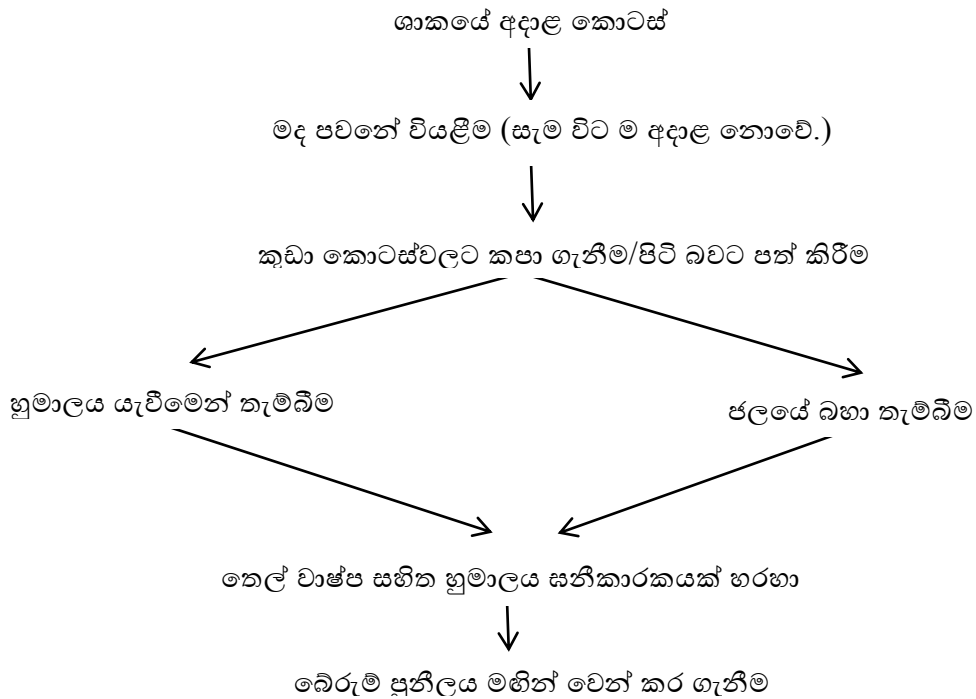 ශාකයේ අදාළ කොටස්
මද පවනේ වියළීම (සැම විට ම අදාළ නොවේ.)
කුඩා කොටස්වලට කපා ගැනීම/පිටි බවට පත් කිරීම
හුමාලය යැවීමෙන් තැම්බීම
ජලයේ බහා තැම්බීම
තෙල් වාෂ්ප සහිත හුමාලය ඝනීකාරකයක් හරහා
බේරුම් පුනීලය මඟින් වෙන් කර ගැනීම